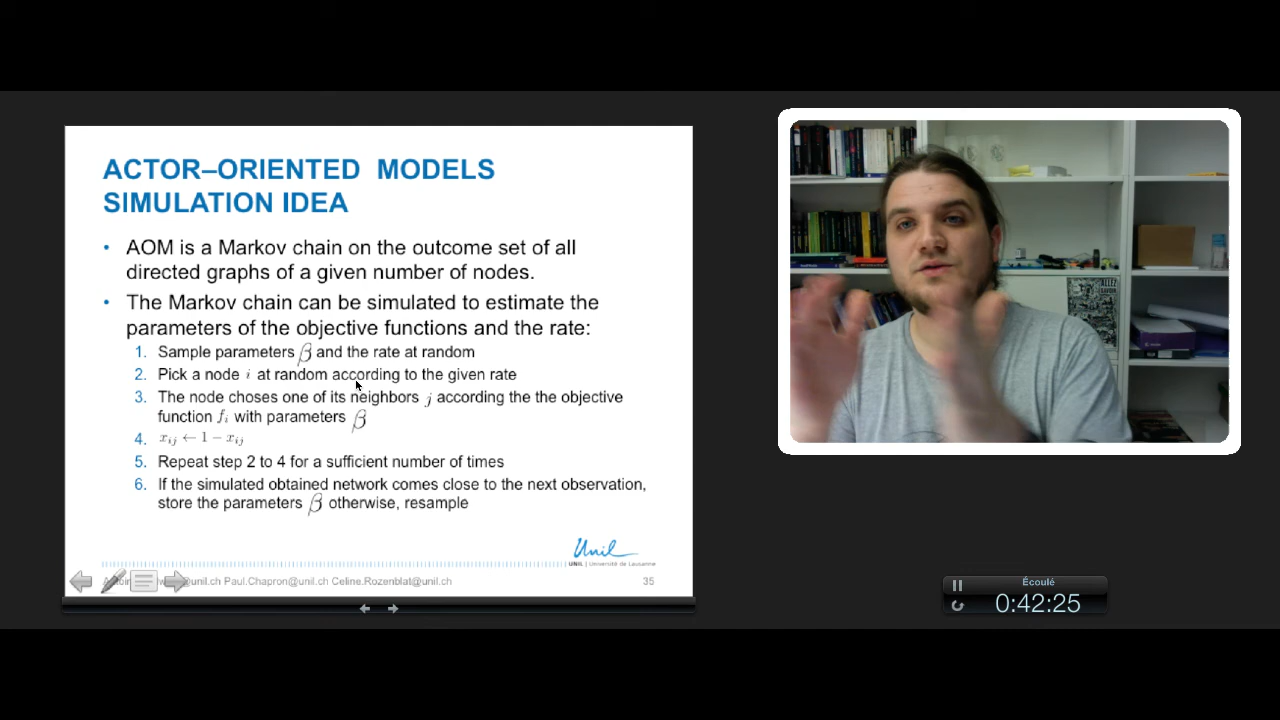 ACTOR–ORIENTED MODELS
SIMULATION IDEA
• AOM is a Markov chain on the outcome set of all
directed graphs of a given number of nodes.
• The Markov chain can be simulated to estimate the
parameters of the objective functions and the rate:
1. Sample parameters β and the rate at random
2. Pick a node i at random according to the given rate
3. The node choses one of its neighbors j according the the objective
function fi with parameters β
4. xij ← 1 − xij
5. Repeat step 2 to 4 for a sufficient number of times
6. If the simulated obtained network comes close to the next observation,
store the parameters β otherwise, resample
Unil
UNIL | Université de Lausanne
@unil.ch Paul.Chapron@unil.ch Celine.Rozenblat@unil.ch 35
ALLEZ
Écoulé
0:42:25